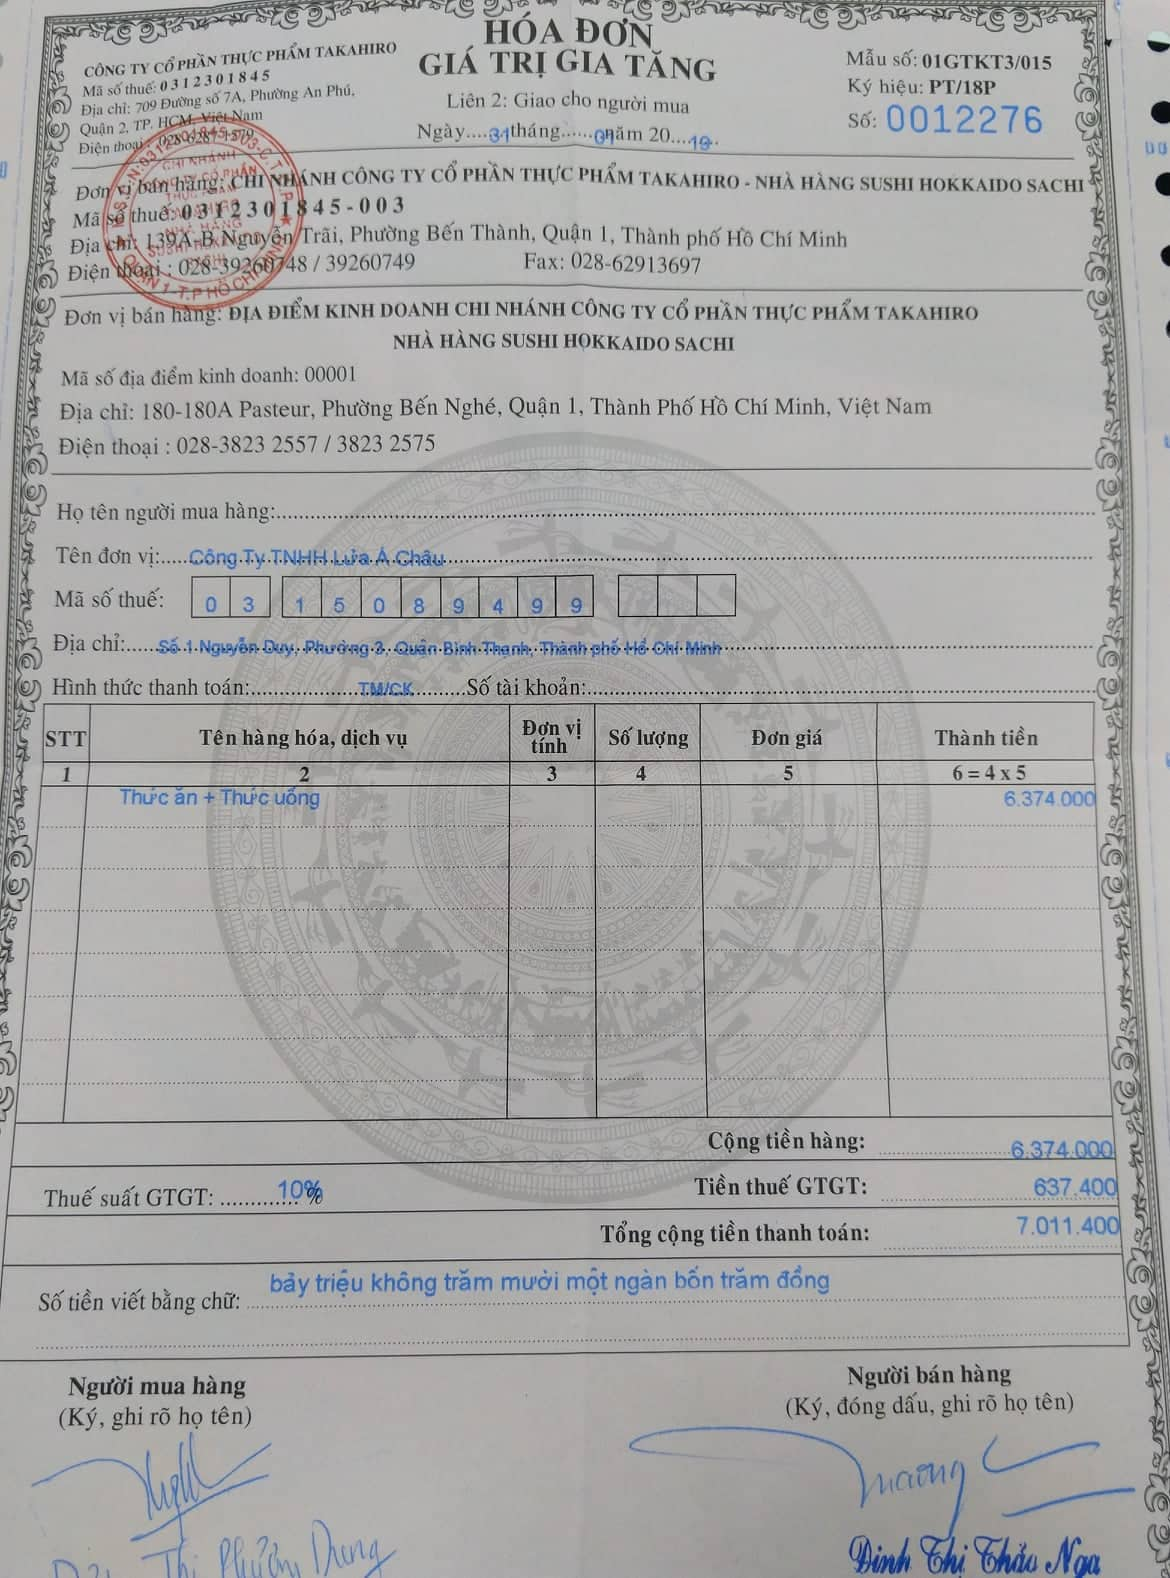 HÓA ĐƠN
GIÁ TRỊ GIA TĂNG
Liên 2: Giao cho người mua
Ngày....31tháng.......01năm 20....19.
CÔNG TY CỔ PHẦN THỰC PHẨM TAKAHIRO
Mã số thuế: 0312301845
Địa chỉ: 709 Đường số 7A, Phường An Phú,
Quận 2, TP. HCM, Việt Nam
Điện thoại :
Mẫu số: 01GTKT3/015
Ký hiệu: PT/18P
Số: 0012276
Đơn vị bán hàng: CHI NHÁNH CÔNG TY CỔ PHẦN THỰC PHẨM TAKAHIRO - NHÀ HÀNG SUSHI HOKKAIDO SACHI
Mã số thuế: 0312301845-003
Địa chỉ: 139A-B Nguyễn Trãi, Phường Bến Thành, Quận 1, Thành phố Hồ Chí Minh
Điện thoại : 028-39260748 / 39260749 Fax: 028-62913697
Đơn vị bán hàng: ĐỊA ĐIỂM KINH DOANH CHI NHÁNH CÔNG TY CỔ PHẦN THỰC PHẨM TAKAHIRO
NHÀ HÀNG SUSHI HOKKAIDO SACHI
Mã số địa điểm kinh doanh: 00001
Địa chỉ: 180-180A Pasteur, Phường Bến Nghé, Quận 1, Thành Phố Hồ Chí Minh, Việt Nam
Điện thoại : 028-3823 2557 / 3823 2575
Họ tên người mua hàng:
Tên đơn vị: Công Ty TNHH Lửa Á Châu
Mã số thuế: 0 3 1 5 0 8 9 4 9 9
Địa chỉ: Số 1 Nguyễn Duy, Phường 3, Quận Bình Thạnh, Thành phố Hồ Chí Minh
Hình thức thanh toán: TM/CK Số tài khoản:
STT Tên hàng hóa, dịch vụ Đơn vị tính Số lượng Đơn giá Thành tiền
1 2 3 4 5 6 = 4 x 5
Thức ăn + Thức uống 6.374.000
Cộng tiền hàng: 6.374.000
Thuế suất GTGT: 10% % Tiền thuế GTGT: 637.400
Tổng cộng tiền thanh toán: 7.011.400
Số tiền viết bằng chữ: bảy triệu không trăm mười một ngàn bốn trăm đồng
Người mua hàng
(Ký, ghi rõ họ tên)
Người bán hàng
(Ký, đóng dấu, ghi rõ họ tên)
Thị Phương Dung
Đinh Thị Thảo Nga